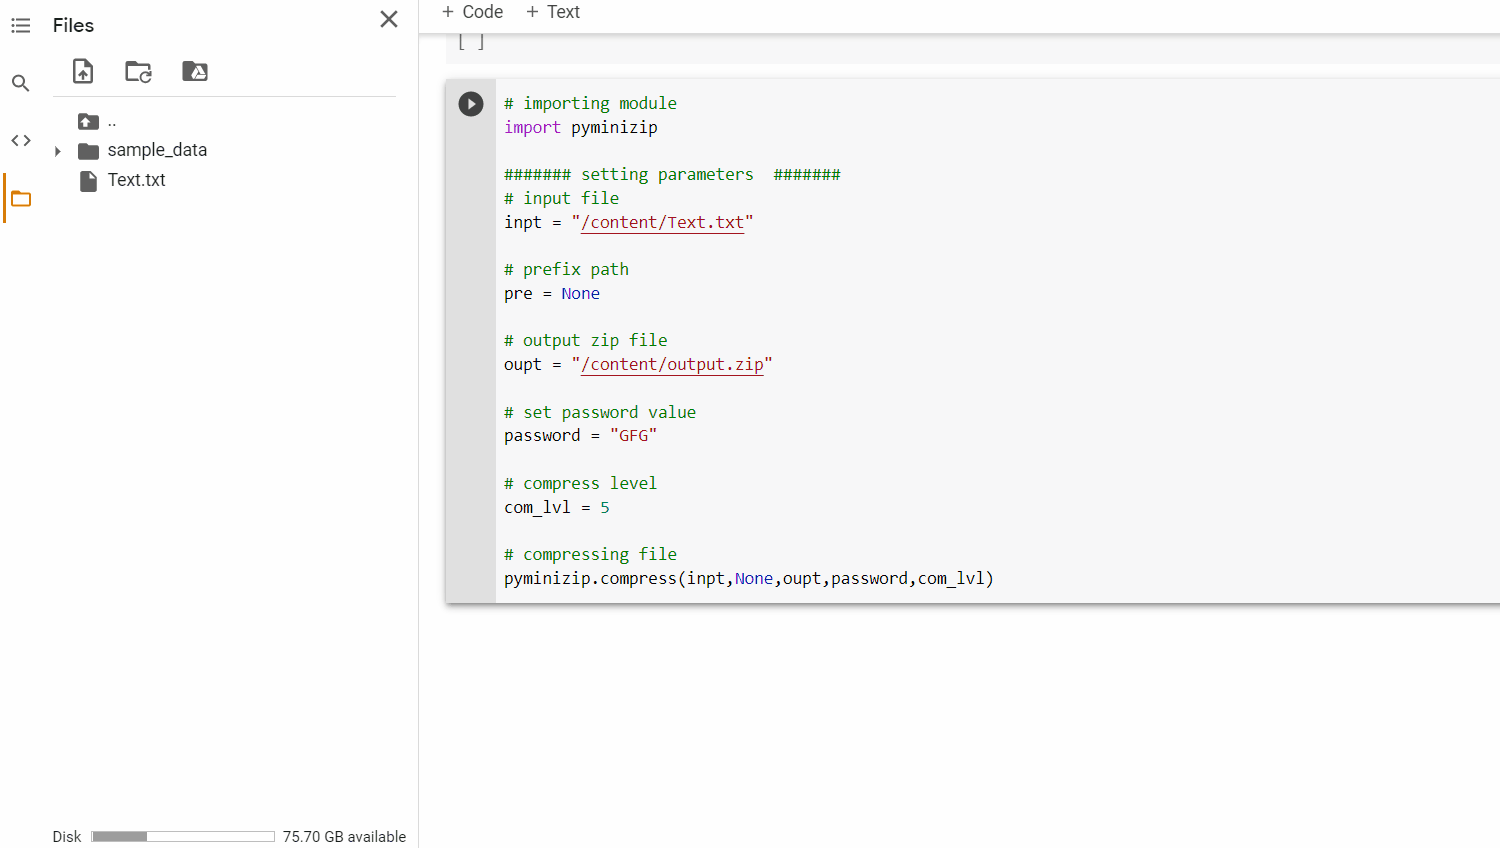 Files
..
sample_data
Text.txt
Disk 75.70 GB available
+ Code + Text
[ ]
# importing module
import pyminizip
####### setting parameters  #######
# input file
inpt = "/content/Text.txt"
# prefix path
pre = None
# output zip file
oupt = "/content/output.zip"
# set password value
password = "GFG"
# compress level
com_lvl = 5
# compressing file
pyminizip.compress(inpt,None,oupt,password,com_lvl)